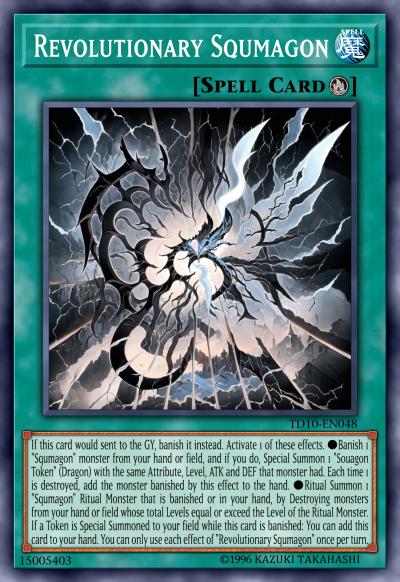 REVOLUTIONARY SQUMAGON
SPELL
魔
[SPELL CARD]
TD10-EN048
If this card would sent to the GY, banish it instead. Activate 1 of these effects. ●Banish 1
"Squmagon" monster from your hand or field, and if you do, Special Summon 1 "Souagon
Token" (Dragon) with the same Attribute, Level, ATK and DEF that monster had. Each time 1
is destroyed, add the monster banished by this effect to the hand. ●Ritual Summon 1
"Squmagon" Ritual Monster that is banished or in your hand, by Destroying monsters
from your hand or field whose total Levels equal or exceed the Level of the Ritual Monster.
If a Token is Special Summoned to your field while this card is banished: You can add this
card to your hand. You can only use each effect of "Revolutionary Squmagon" once per turn.
15005403
©1996 KAZUKI TAKAHASHI